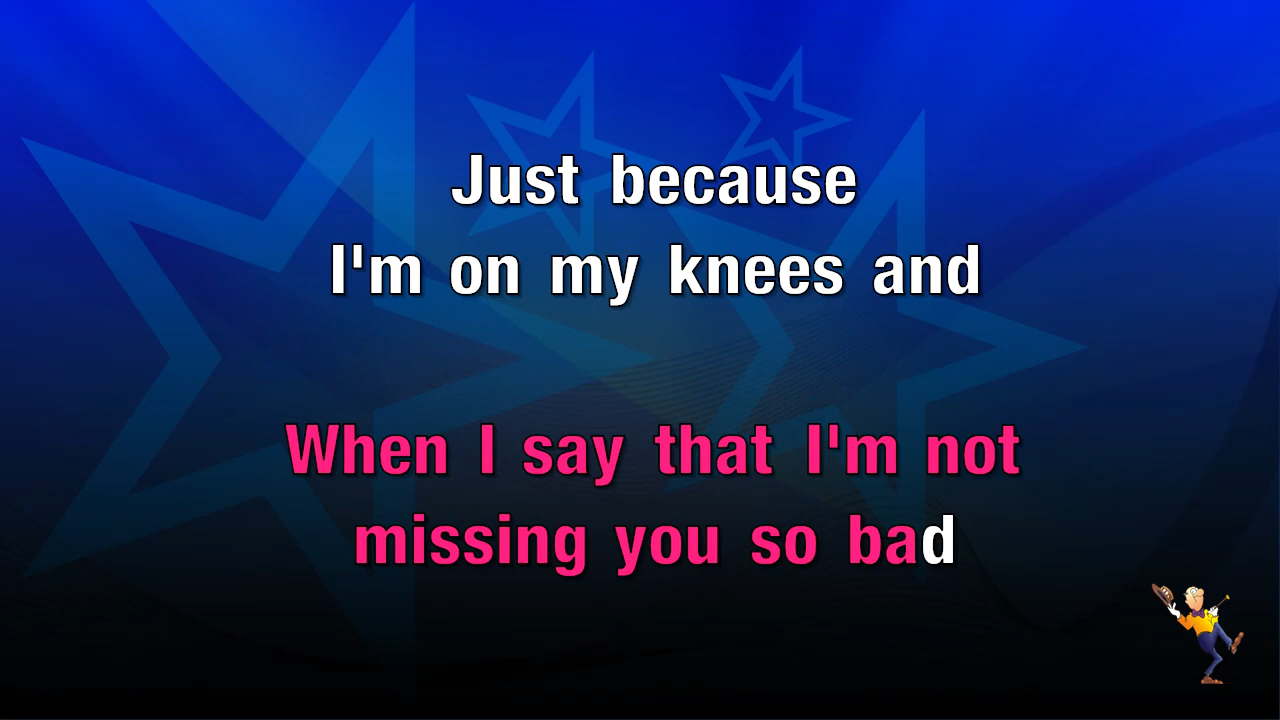 Just because
I'm on my knees and
When I say that I'm not
missing you so bad